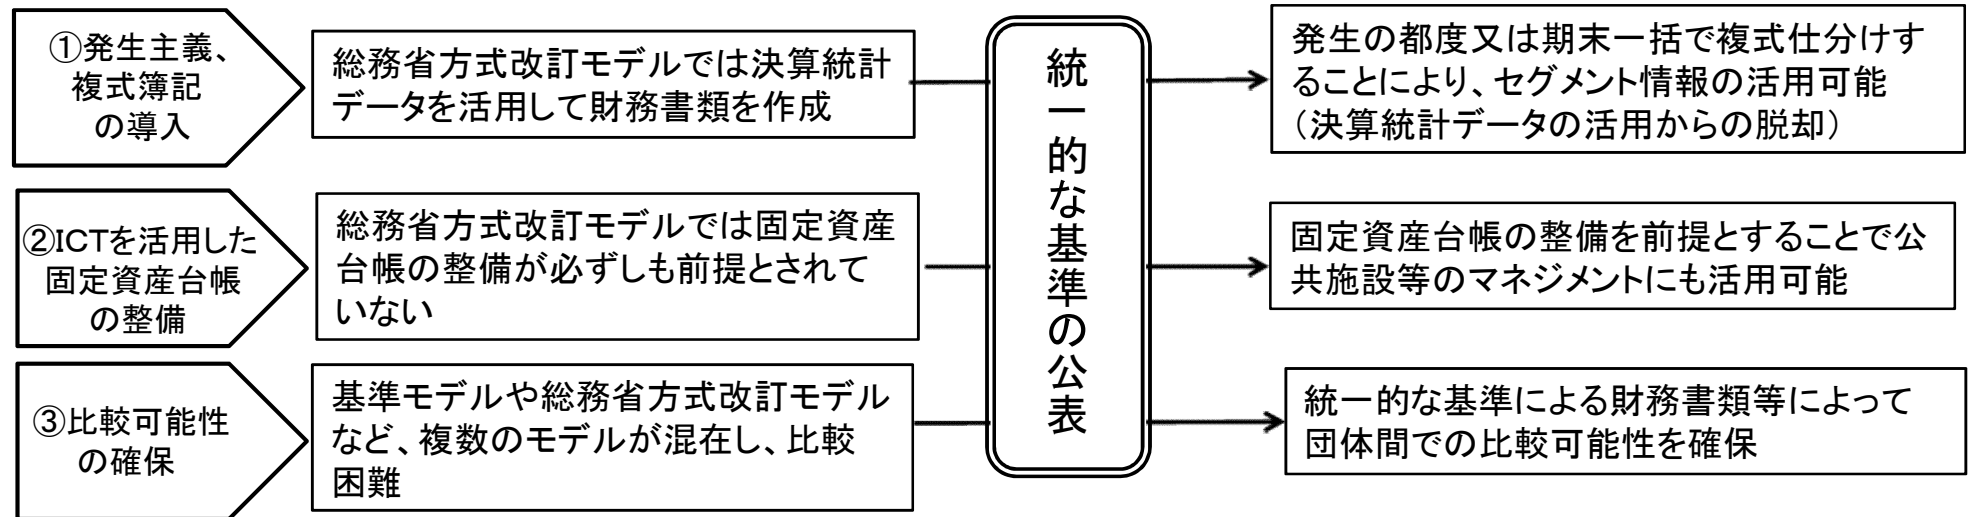 ①発生主義、
複式簿記
の導入
総務省方式改訂モデルでは決算統計
データを活用して財務書類を作成
発生の都度又は期末一括で複式仕分けす
ることにより、セグメント情報の活用可能
（決算統計データの活用からの脱却）
②ICTを活用した
固定資産台帳
の整備
総務省方式改訂モデルでは固定資産
台帳の整備が必ずしも前提とされて
いない
固定資産台帳の整備を前提とすることで公
共施設等のマネジメントにも活用可能
③比較可能性
の確保
基準モデルや総務省方式改訂モデル
など、複数のモデルが混在し、比較
困難
統一的な基準による財務書類等によって
団体間での比較可能性を確保
統一的な基準の公表